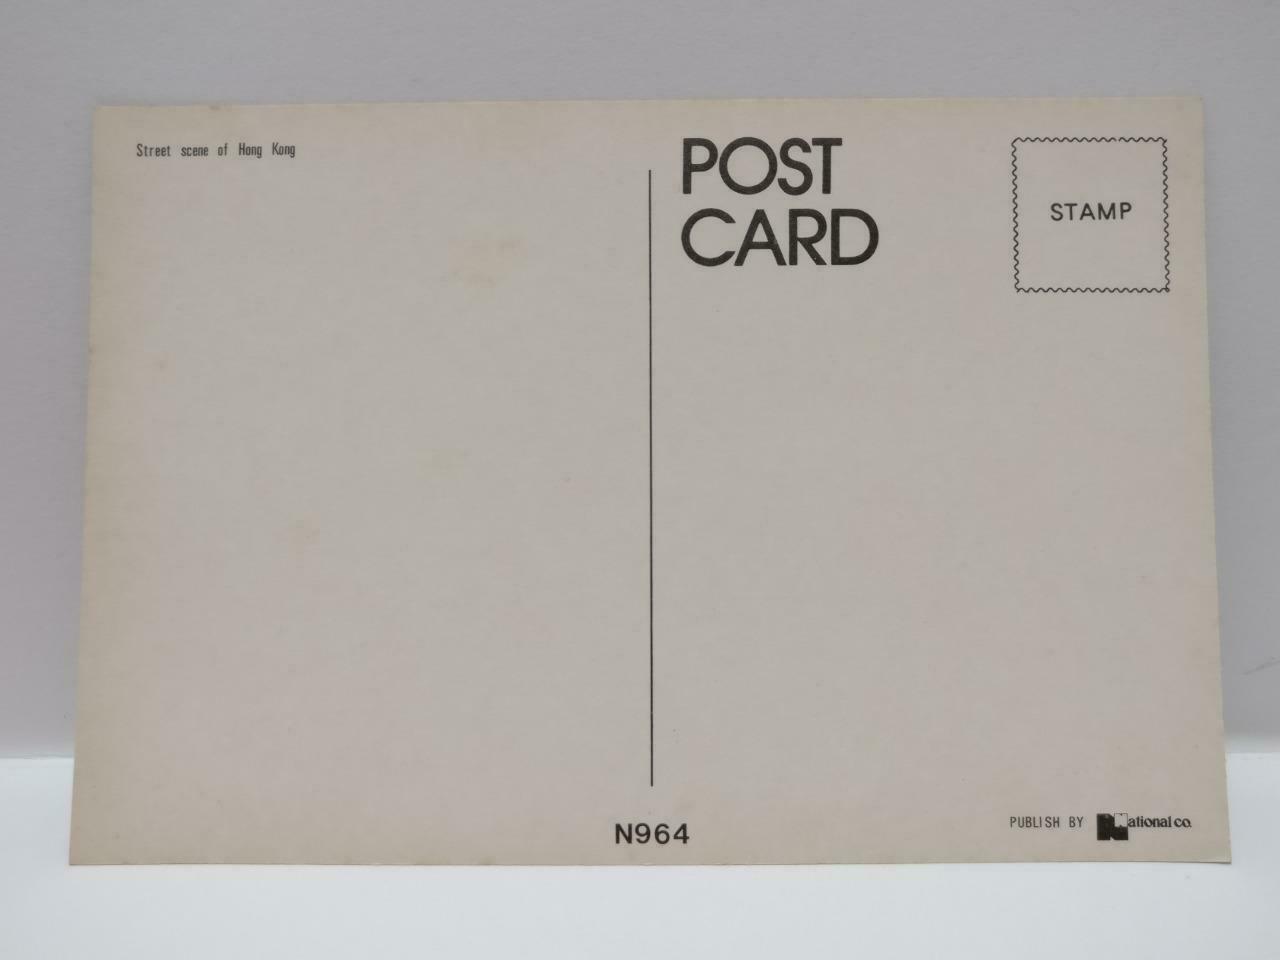 Street scene of Hong Kong
POST
CARD
STAMP
N964
PUBLISH BY National co.